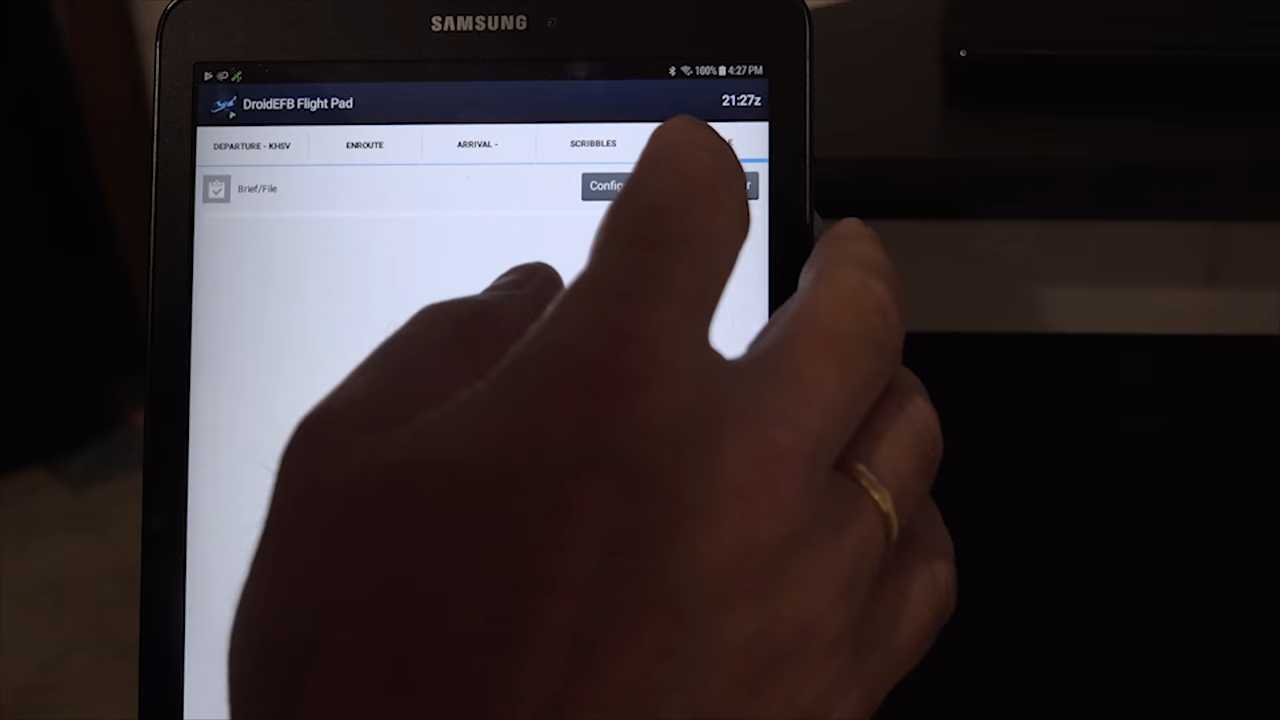 SAMSUNG
100% 4:27 PM
DroidEFB Flight Pad
21:27z
DEPARTURE - KHSV
ENROUTE
ARRIVAL -
SCRIBBLES
Brief/File